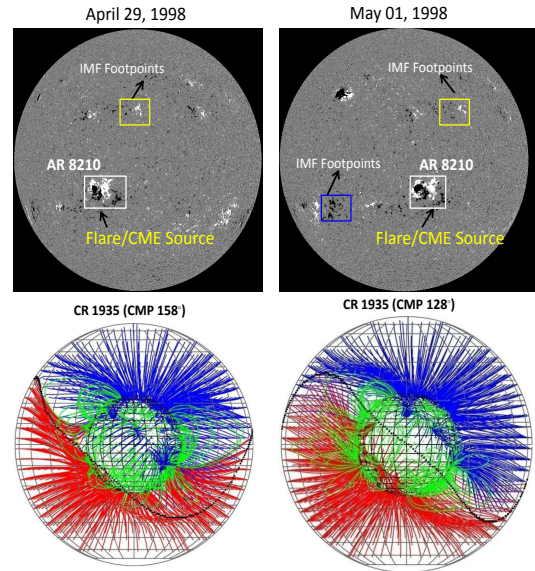 April 29, 1998
May 01, 1998
IMF Footpoints
IMF Footpoints
AR 8210
IMF Footpoints
AR 8210
Flare/CME Source
Flare/CME Source
CR 1935 (CMP 158°)
CR 1935 (CMP 128°)